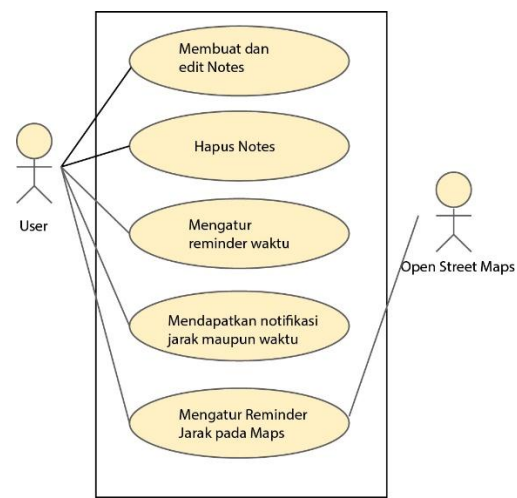 Membuat dan
edit Notes
Hapus Notes
User
Mengatur
reminder waktu
Open Street Maps
Mendapatkan notifikasi
jarak maupun waktu
Mengatur Reminder
Jarak pada Maps